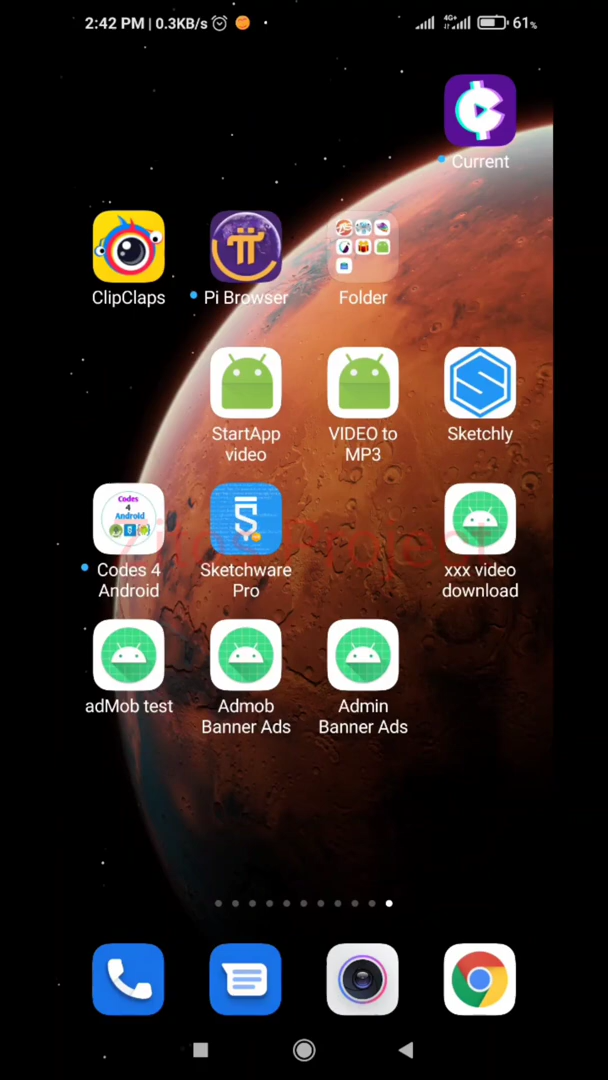 2:42 PM | 0.3KB/s
4G+
61%
Current
ClipClaps
Pi Browser
Folder
StartApp
video
VIDEO to
MP3
Sketchly
Codes
4
Android
Codes 4
Android
Sketchware
Pro
xxx video
download
adMob test
Admob
Banner Ads
Admin
Banner Ads